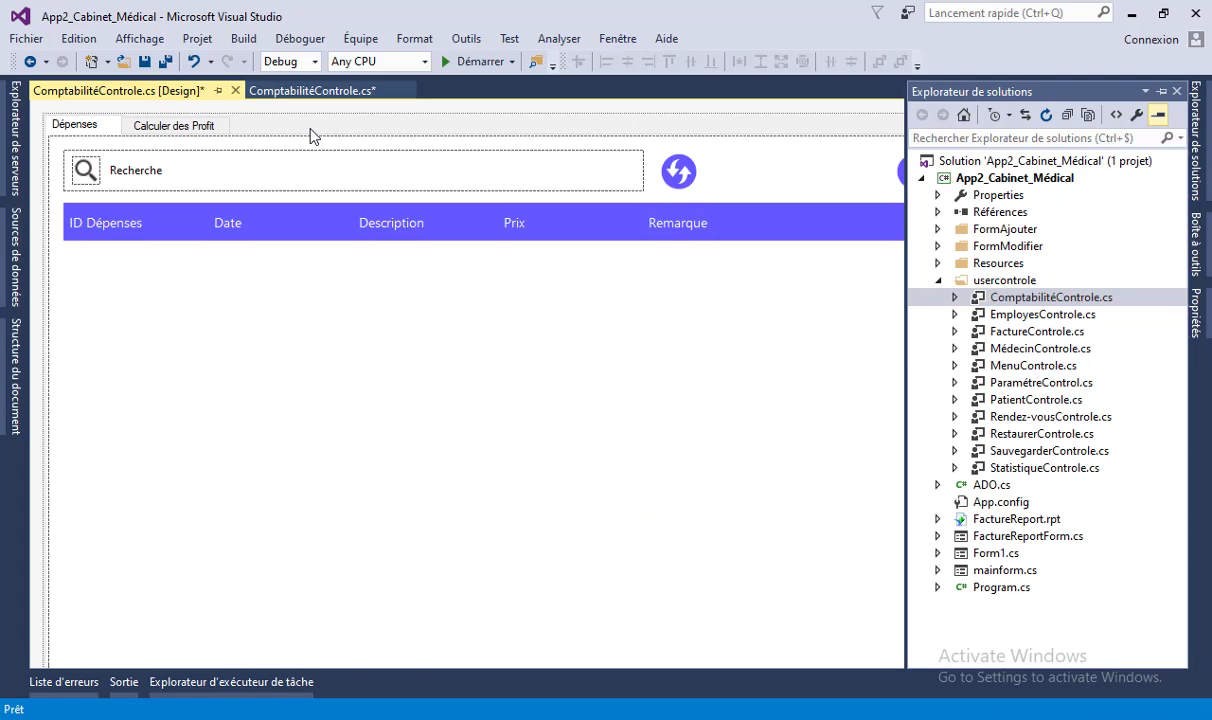 App2_Cabinet_Médical - Microsoft Visual Studio
Lancement rapide (Ctrl+Q)
Fichier Edition Affichage Projet Build Déboguer Équipe Format Outils Test Analyser Fenêtre Aide
Connexion
Debug Any CPU Démarrer
ComptabilitéControle.cs [Design]* ComptabilitéControle.cs*
Explorateur de solutions
Rechercher Explorateur de solutions (Ctrl+$)
Dépenses Calculer des Profit
Recherche
ID Dépenses Date Description Prix Remarque
Solution 'App2_Cabinet_Médical' (1 projet)
App2_Cabinet_Médical
Properties
Références
FormAjouter
FormModifier
Resources
usercontrole
ComptabilitéControle.cs
EmployesControle.cs
FactureControle.cs
MédecinControle.cs
MenuControle.cs
ParamétreControl.cs
PatientControle.cs
Rendez-vousControle.cs
RestaurerControle.cs
SauvegarderControle.cs
StatistiqueControle.cs
ADO.cs
App.config
FactureReport.rpt
FactureReportForm.cs
Form1.cs
mainform.cs
Program.cs
Explorateur de serveurs
Sources de données
Structure du document
Explorateur de solutions
Boîte à outils
Propriétés
Activate Windows
Go to Settings to activate Windows.
Liste d'erreurs Sortie Explorateur d'exécuteur de tâche
Prêt